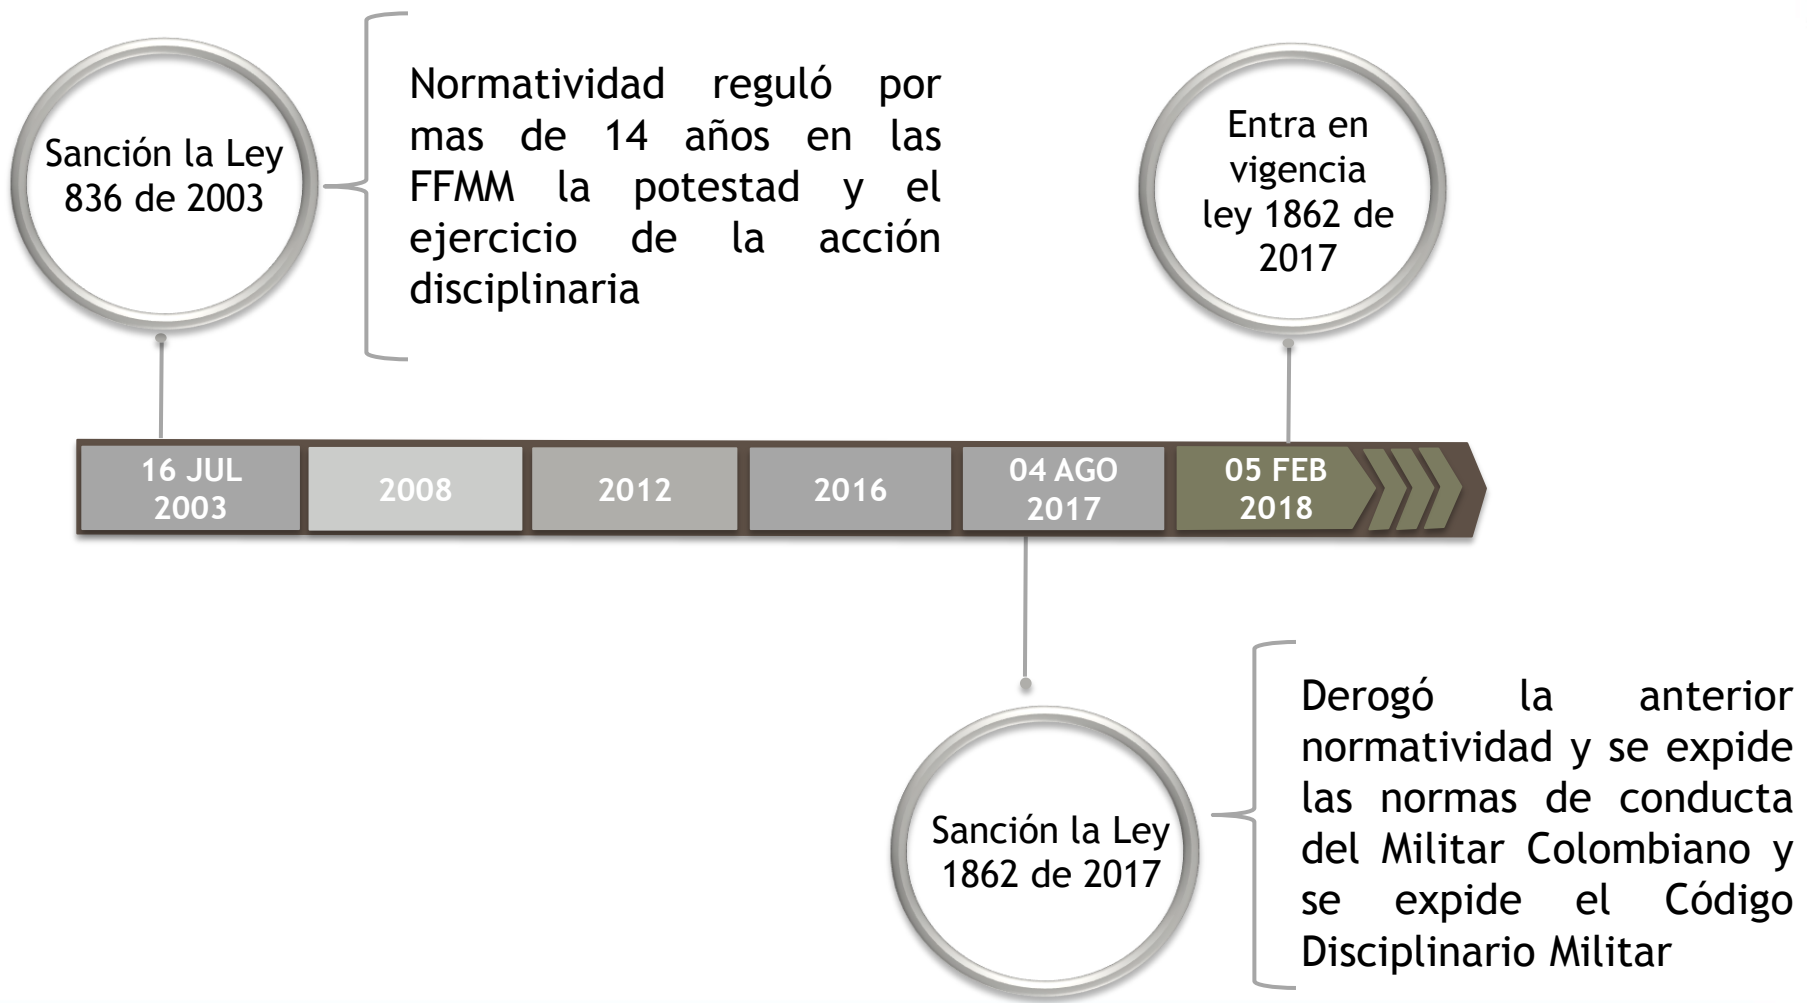 Sanción la Ley
836 de 2003
Normatividad reguló por
mas de 14 años en las
FFMM la potestad y el
ejercicio de la acción
disciplinaria
Entra en
vigencia
ley 1862 de
2017
16 JUL
2003
2008
2012
2016
04 AGO
2017
05 FEB
2018
Sanción la Ley
1862 de 2017
Derogó la anterior
normatividad y se expide
las normas de conducta
del Militar Colombiano y
se expide el Código
Disciplinario Militar